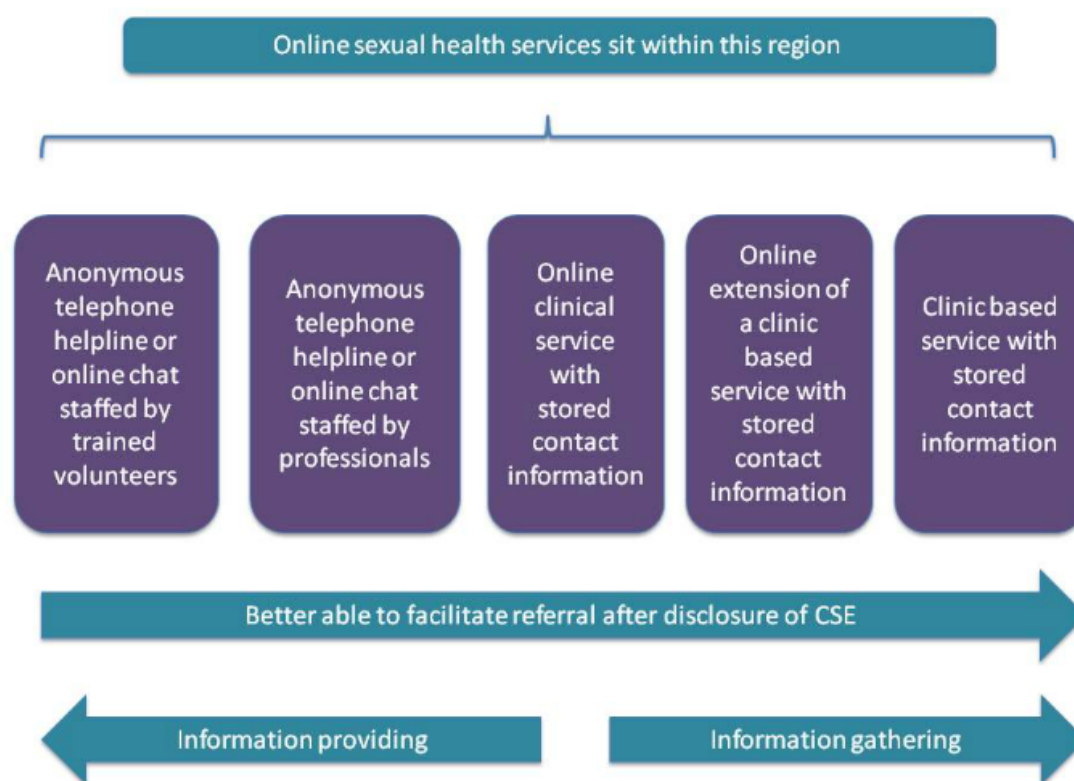 Online sexual health services sit within this region
Anonymous
telephone
helpline or
online chat
staffed by
trained
volunteers
Anonymous
telephone
helpline or
online chat
staffed by
professionals
Online
clinical
service
with
stored
contact
information
Online
extension of
a clinic
based
service with
stored
contact
information
Clinic based
service with
stored
contact
information
Better able to facilitate referral after disclosure of CSE
Information providing
Information gathering